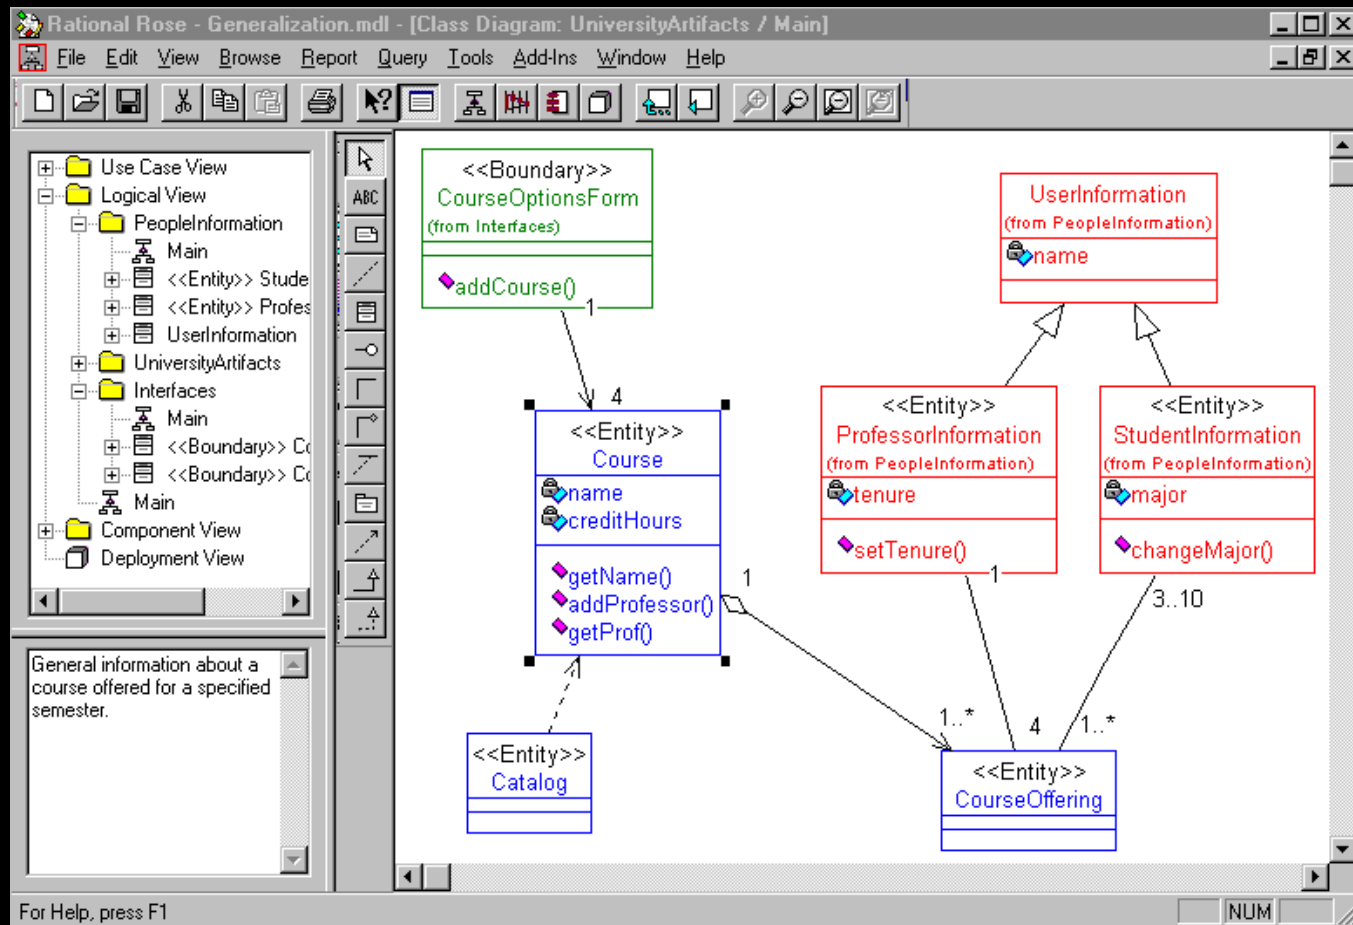 Rational Rose - Generalization.mdl - [Class Diagram: UniversityArtifacts / Main]
File Edit View Browse Report Query Tools Add-Ins Window Help
Use Case View
Logical View
PeopleInformation
Main
<<Entity>> Stude
<<Entity>> Profes
UserInformation
UniversityArtifacts
Interfaces
Main
<<Boundary>> Co
<<Boundary>> Co
Main
Component View
Deployment View
General information about a
course offered for a specified
semester.
ABC
<<Boundary>>
CourseOptionsForm
(from Interfaces)
addCourse()
1
4
<<Entity>>
Course
name
creditHours
getName()
addProfessor()
getProf()
1
1..*
<<Entity>>
Catalog
UserInformation
(from PeopleInformation)
name
<<Entity>>
ProfessorInformation
(from PeopleInformation)
tenure
setTenure()
1
4
<<Entity>>
StudentInformation
(from PeopleInformation)
major
changeMajor()
3..10
1..*
<<Entity>>
CourseOffering
For Help, press F1
NUM